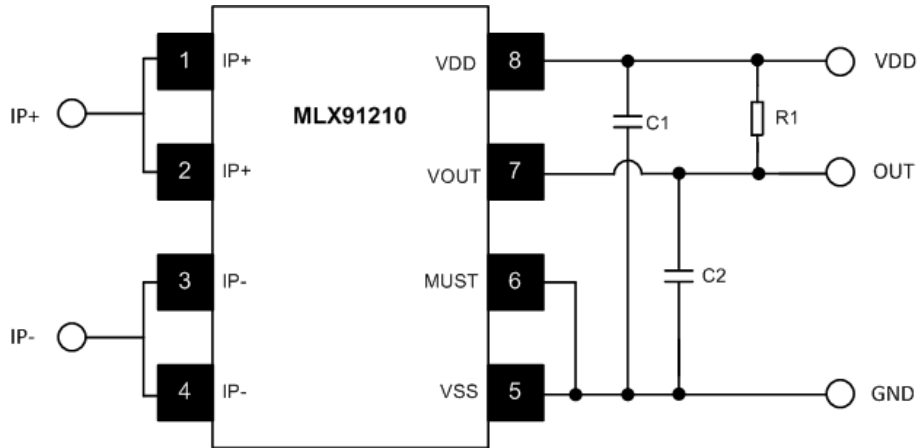 MLX91210
IP+
1
IP+
2
IP+
IP-
3
IP-
4
IP-
VDD
8
VOUT
7
MUST
6
VSS
5
C1
R1
C2
VDD
OUT
GND